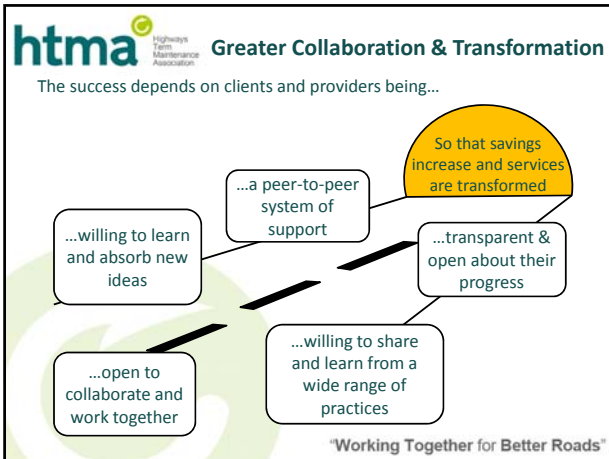 htma
Highways
Term
Maintenance
Association
Greater Collaboration & Transformation
The success depends on clients and providers being…
So that savings
increase and services
are transformed
…a peer-to-peer
system of
support
…willing to learn
and absorb new
ideas
…transparent &
open about their
progress
…open to
collaborate and
work together
…willing to share
and learn from a
wide range of
practices
"Working Together for Better Roads"